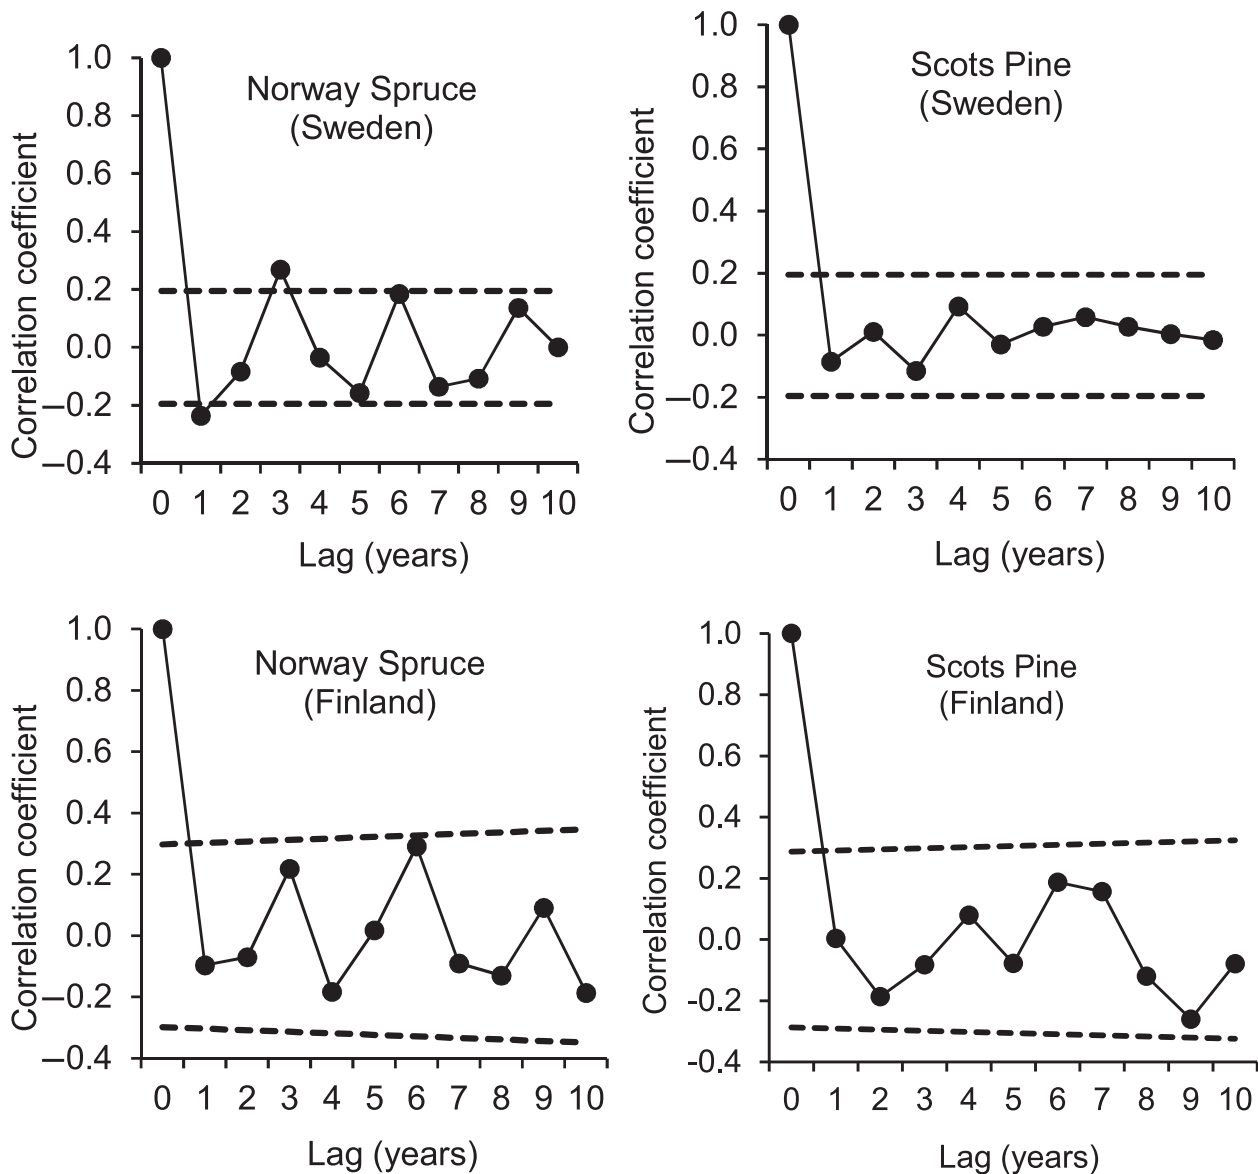 Norway Spruce
(Sweden)
Correlation coefficient
1.0
0.8
0.6
0.4
0.2
0.0
–0.2
–0.4
0 1 2 3 4 5 6 7 8 9 10
Lag (years)
Scots Pine
(Sweden)
Correlation coefficient
1.0
0.8
0.6
0.4
0.2
0.0
–0.2
–0.4
0 1 2 3 4 5 6 7 8 9 10
Lag (years)
Norway Spruce
(Finland)
Correlation coefficient
1.0
0.8
0.6
0.4
0.2
0.0
–0.2
–0.4
0 1 2 3 4 5 6 7 8 9 10
Lag (years)
Scots Pine
(Finland)
Correlation coefficient
1.0
0.8
0.6
0.4
0.2
0.0
-0.2
-0.4
0 1 2 3 4 5 6 7 8 9 10
Lag (years)